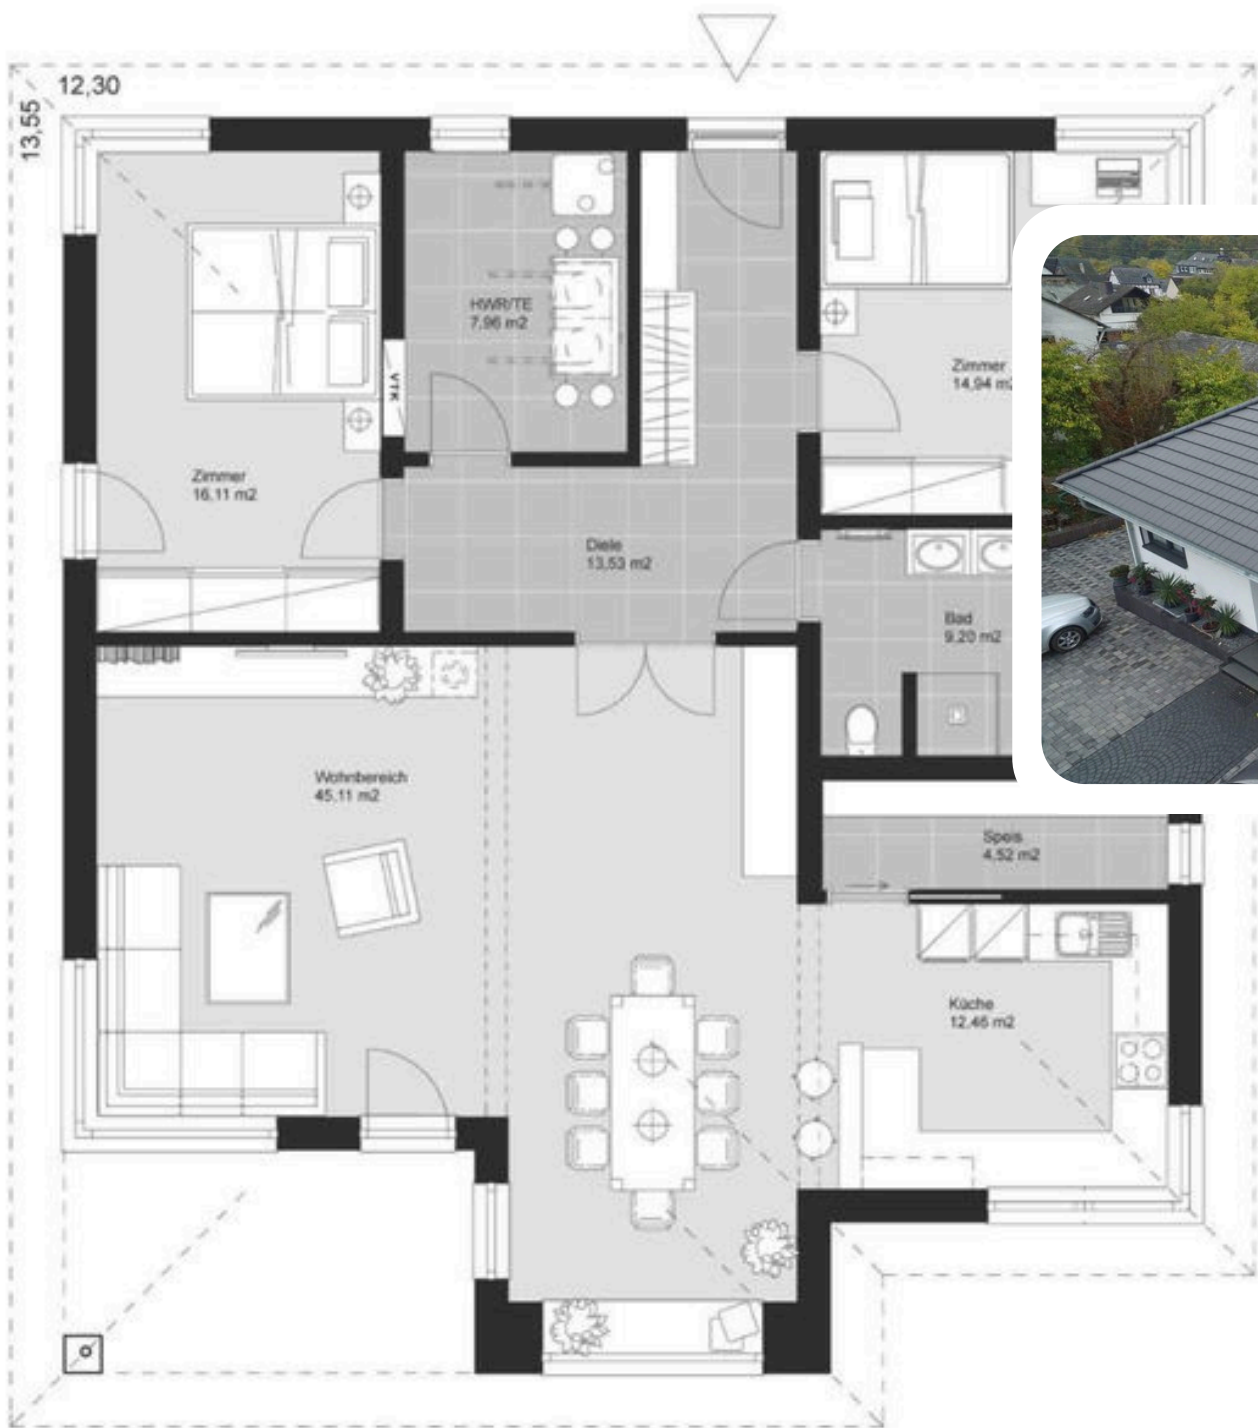 12,30
13,55
HWR/TE
7,96 m2
Zimmer
14,94 m2
VTK
Zimmer
16,11 m2
Diele
13,53 m2
Bad
9,20 m2
Wohnbereich
45,11 m2
Speis
4,52 m2
Küche
12,46 m2